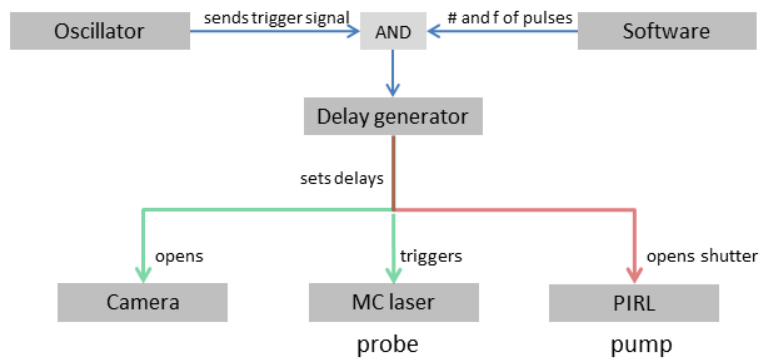 Oscillator
sends trigger signal
AND
# and f of pulses
Software
Delay generator
sets delays
opens
triggers
opens shutter
Camera
MC laser
PIRL
probe
pump